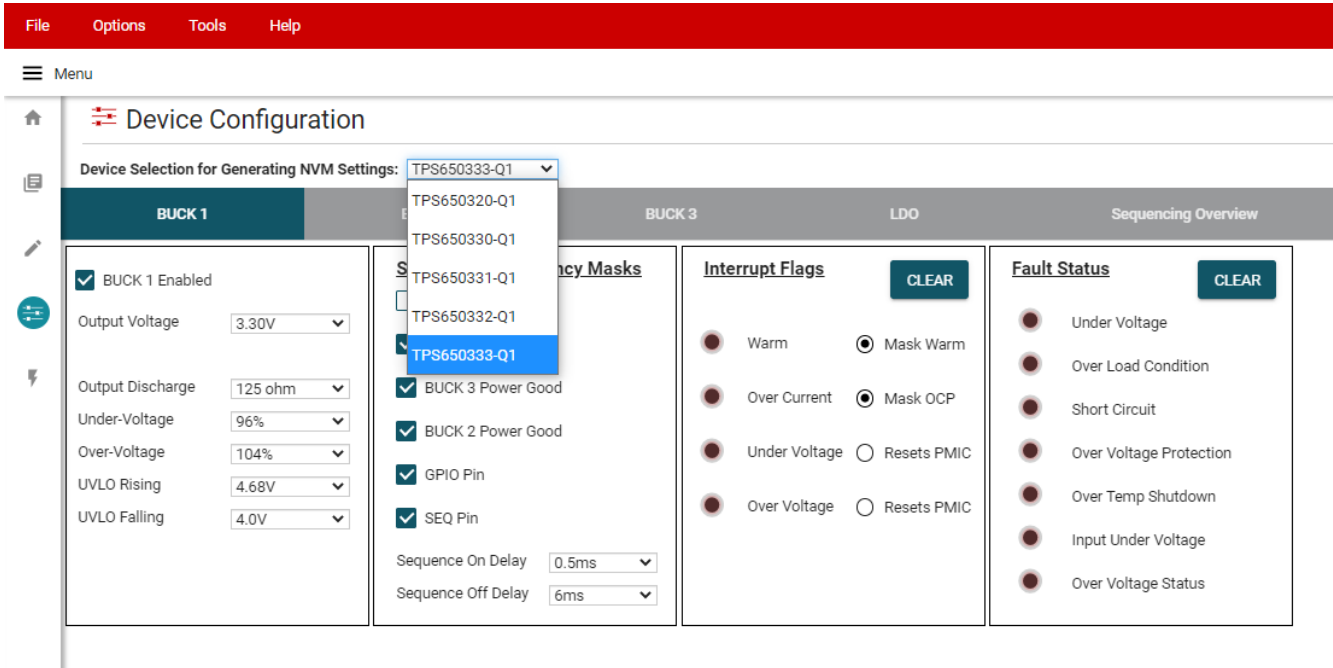 File Options Tools Help
Menu
Device Configuration
Device Selection for Generating NVM Settings: TPS650333-Q1
TPS650320-Q1
TPS650330-Q1
TPS650331-Q1
TPS650332-Q1
TPS650333-Q1
BUCK 1 BUCK 3 LDO Sequencing Overview
BUCK 1 Enabled
Output Voltage 3.30V
Output Discharge 125 ohm
Under-Voltage 96%
Over-Voltage 104%
UVLO Rising 4.68V
UVLO Falling 4.0V
Masks
BUCK 3 Power Good
BUCK 2 Power Good
GPIO Pin
SEQ Pin
Sequence On Delay 0.5ms
Sequence Off Delay 6ms
Interrupt Flags CLEAR
Warm Mask Warm
Over Current Mask OCP
Under Voltage Resets PMIC
Over Voltage Resets PMIC
Fault Status CLEAR
Under Voltage
Over Load Condition
Short Circuit
Over Voltage Protection
Over Temp Shutdown
Input Under Voltage
Over Voltage Status